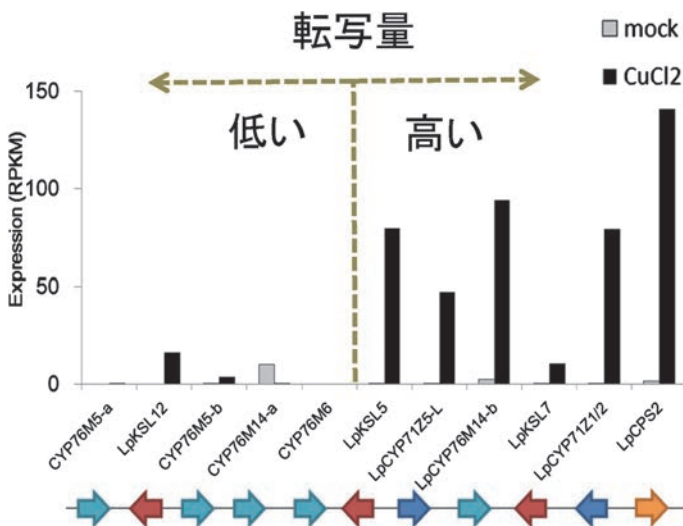 転写量
mock
CuCl2
低い
高い
Expression (RPKM)
150
100
50
0
CYP76M5-a
LpKSL12
CYP76M5-b
CYP76M14-a
CYP76M6
LpKSL5
LpCYP71Z5-L
LpCYP76M14-b
LpKSL7
LpCYP71Z1/2
LpCPS2